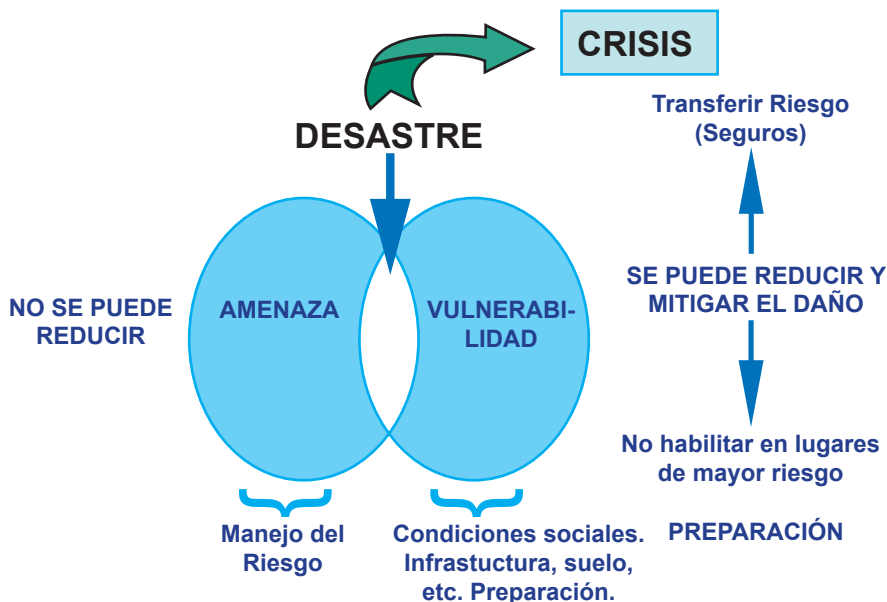 CRISIS
DESASTRE
Transferir Riesgo
(Seguros)
NO SE PUEDE
REDUCIR
AMENAZA
VULNERABI-
LIDAD
SE PUEDE REDUCIR Y
MITIGAR EL DAÑO
No habilitar en lugares
de mayor riesgo
PREPARACIÓN
Manejo del
Riesgo
Condiciones sociales.
Infrastuctura, suelo,
etc. Preparación.